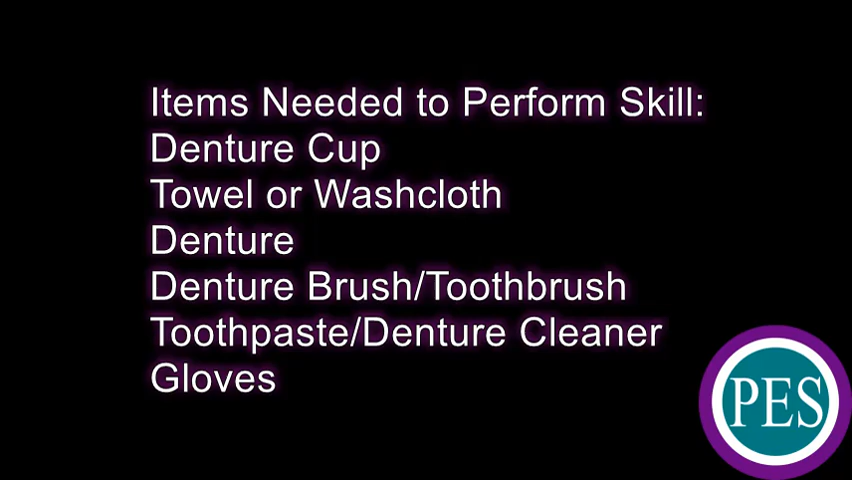 Items Needed to Perform Skill:
Denture Cup
Towel or Washcloth
Denture
Denture Brush/Toothbrush
Toothpaste/Denture Cleaner
Gloves
PES